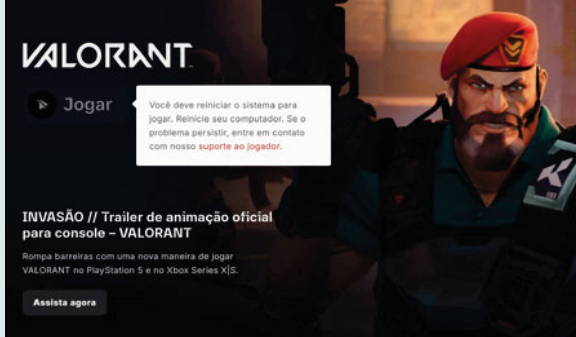 VALORANT
Jogar
Você deve reiniciar o sistema para
jogar. Reinicie seu computador. Se o
problema persistir, entre em contato
com nosso suporte ao jogador.
INVASÃO // Trailer de animação oficial
para console – VALORANT
Rompa barreiras com uma nova maneira de jogar
VALORANT no PlayStation 5 e no Xbox Series X|S.
Assista agora